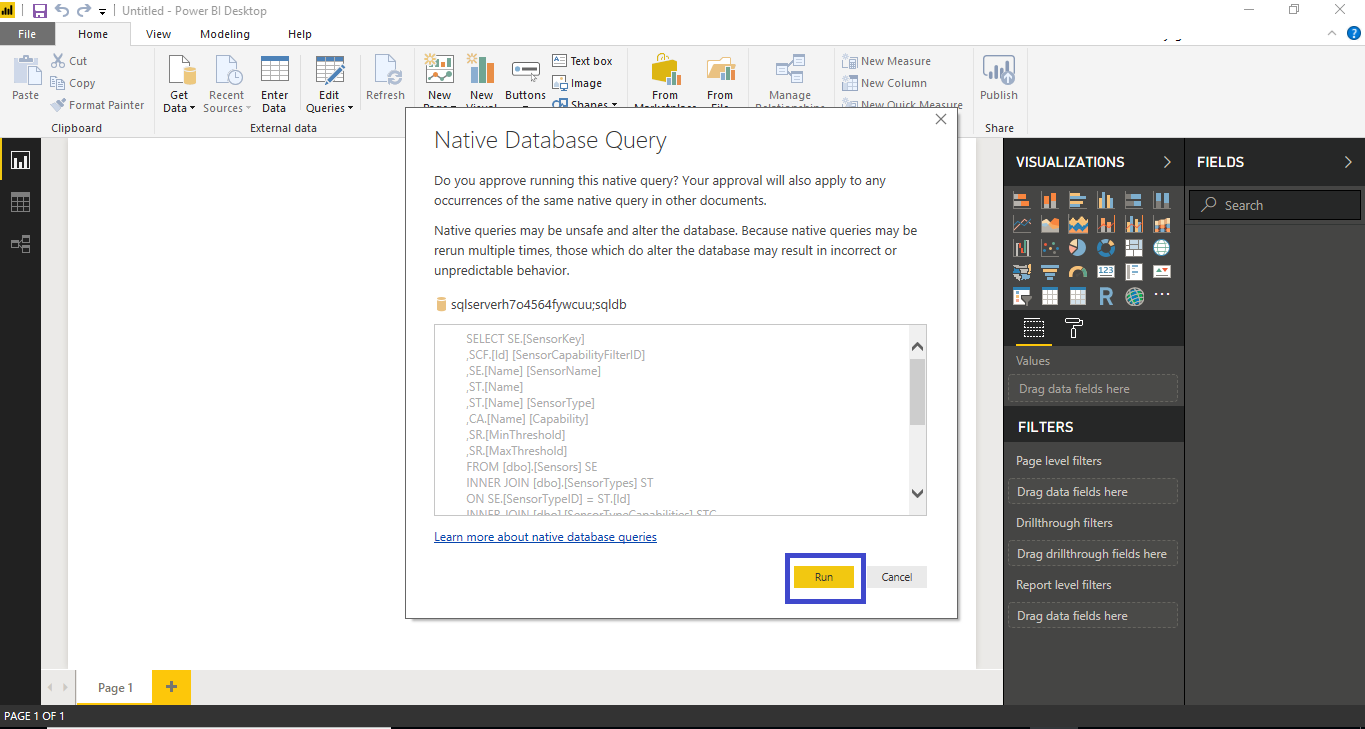 Untitled - Power BI Desktop
File Home View Modeling Help
?
Paste
Cut
Copy
Format Painter
Clipboard
Get Data
Recent Sources
Enter Data
Edit Queries
Refresh
External data
New Page
New Visual
Buttons
Text box
Image
Shapes
From Marketplace
From File
Manage Relationships
New Measure
New Column
New Quick Measure
Publish
Share
Native Database Query
Do you approve running this native query? Your approval will also apply to any
occurrences of the same native query in other documents.
Native queries may be unsafe and alter the database. Because native queries may be
rerun multiple times, those which do alter the database may result in incorrect or
unpredictable behavior.
sqlserverh7o4564fywcuu;sqldb
SELECT SE.[SensorKey]
,SCF.[Id] [SensorCapabilityFilterID]
,SE.[Name] [SensorName]
,ST.[Name]
,ST.[Name] [SensorType]
,CA.[Name] [Capability]
,SR.[MinThreshold]
,SR.[MaxThreshold]
FROM [dbo].[Sensors] SE
INNER JOIN [dbo].[SensorTypes] ST
ON SE.[SensorTypeID] = ST.[Id]
INNER JOIN [dbo].[SensorTypeCapabilities] STC
Learn more about native database queries
Run
Cancel
VISUALIZATIONS
123
R
Values
Drag data fields here
FILTERS
Page level filters
Drag data fields here
Drillthrough filters
Drag drillthrough fields here
Report level filters
Drag data fields here
FIELDS
Search
Page 1
PAGE 1 OF 1